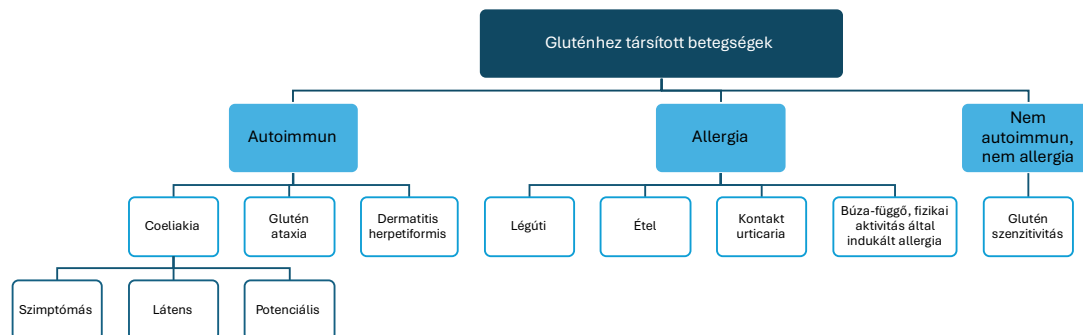 Gluténhez társított betegségek
Autoimmun
Allergia
Nem
autoimmun,
nem allergia
Coeliakia
Glutén
ataxia
Dermatitis
herpetiformis
Légúti
Étel
Kontakt
urticaria
Búza-függő, fizikai
aktivitás által
indukált allergia
Glutén
szenzitivitás
Szimptómás
Látens
Potenciális